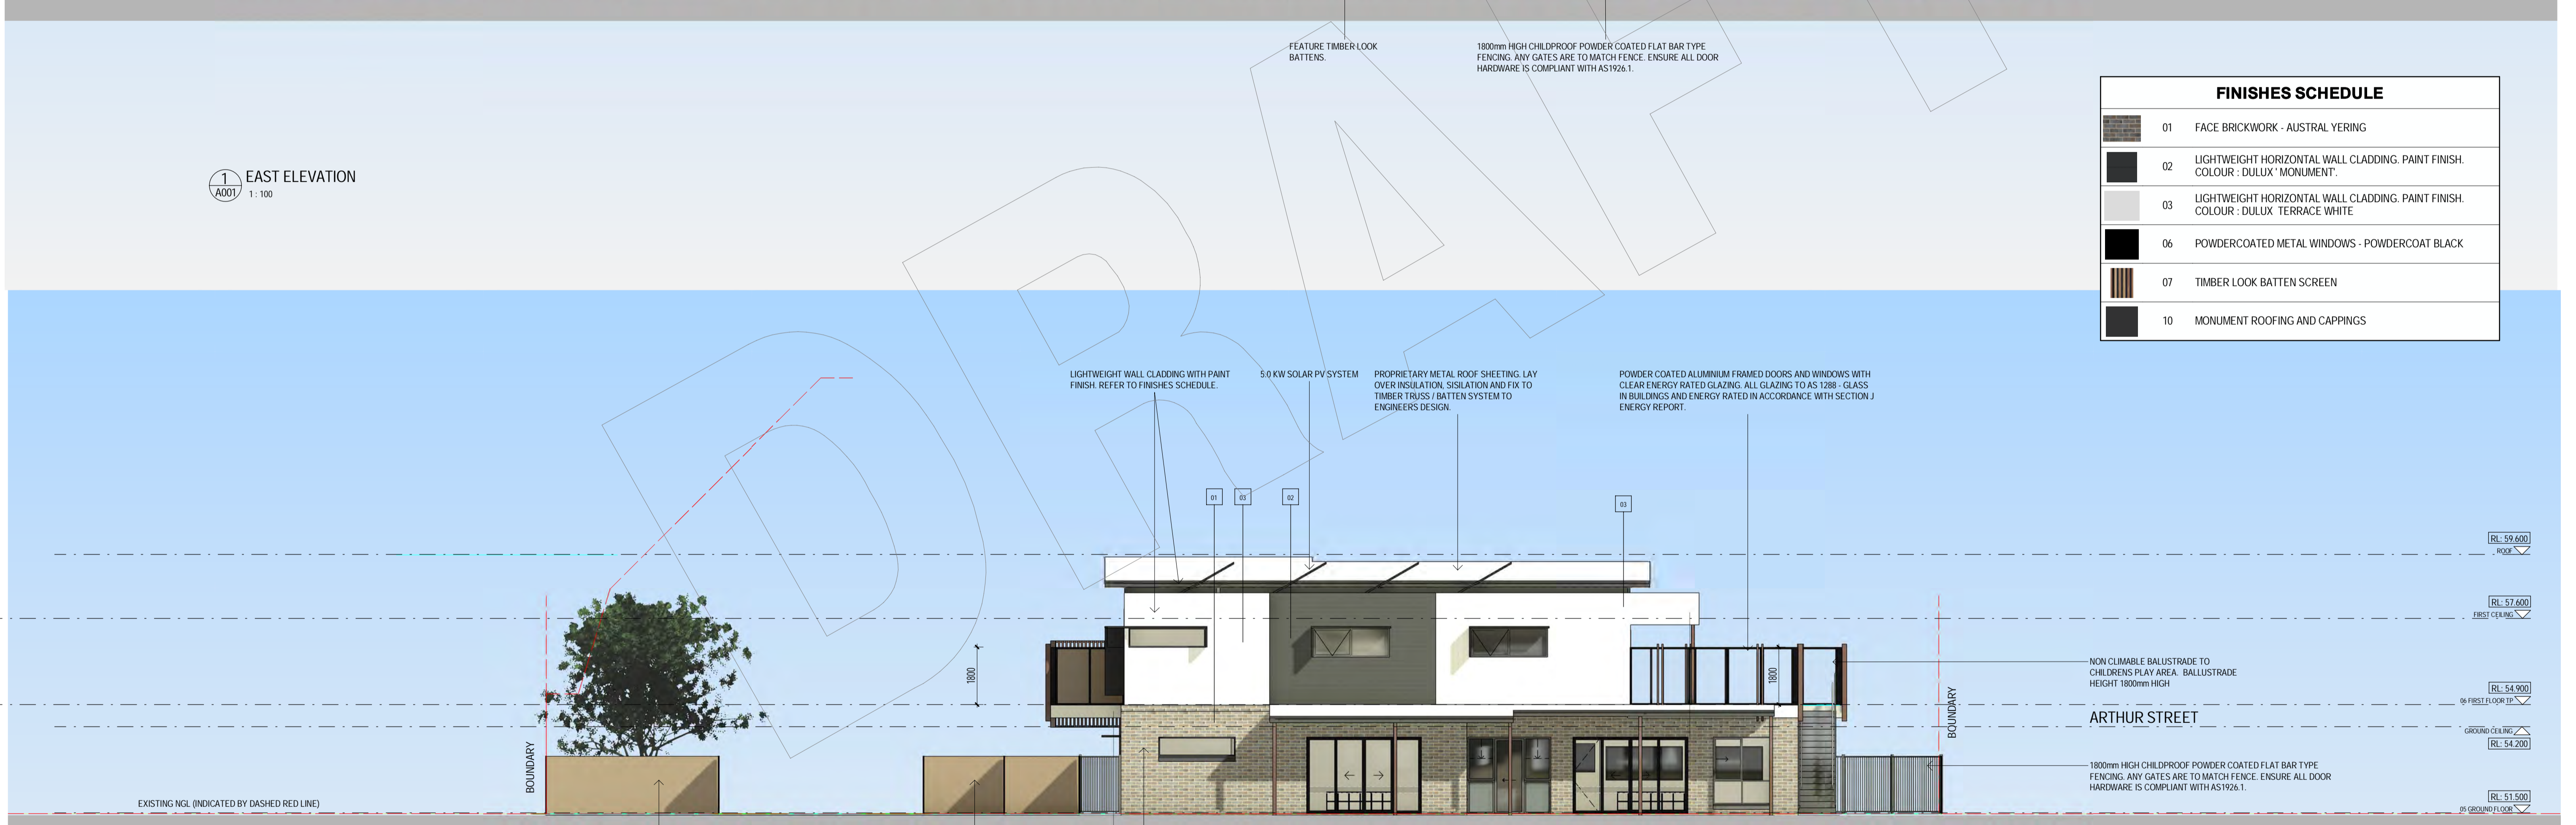 FEATURE TIMBER LOOK
BATTENS.
1800mm HIGH CHILDPROOF POWDER COATED FLAT BAR TYPE
FENCING. ANY GATES ARE TO MATCH FENCE. ENSURE ALL DOOR
HARDWARE IS COMPLIANT WITH AS1926.1.
FINISHES SCHEDULE
01 FACE BRICKWORK - AUSTRAL YERING
02 LIGHTWEIGHT HORIZONTAL WALL CLADDING. PAINT FINISH.
COLOUR : DULUX ' MONUMENT'.
03 LIGHTWEIGHT HORIZONTAL WALL CLADDING. PAINT FINISH.
COLOUR : DULUX TERRACE WHITE
06 POWDERCOATED METAL WINDOWS - POWDERCOAT BLACK
07 TIMBER LOOK BATTEN SCREEN
10 MONUMENT ROOFING AND CAPPINGS
1
A001
EAST ELEVATION
1 : 100
DRAFT
LIGHTWEIGHT WALL CLADDING WITH PAINT
FINISH. REFER TO FINISHES SCHEDULE.
5.0 KW SOLAR PV SYSTEM
PROPRIETARY METAL ROOF SHEETING. LAY
OVER INSULATION, SISILATION AND FIX TO
TIMBER TRUSS / BATTEN SYSTEM TO
ENGINEERS DESIGN.
POWDER COATED ALUMINIUM FRAMED DOORS AND WINDOWS WITH
CLEAR ENERGY RATED GLAZING. ALL GLAZING TO AS 1288 - GLASS
IN BUILDINGS AND ENERGY RATED IN ACCORDANCE WITH SECTION J
ENERGY REPORT.
01
03
02
03
RL: 59.600
ROOF
RL: 57.600
FIRST CEILING
1800
1800
NON CLIMABLE BALUSTRADE TO
CHILDRENS PLAY AREA. BALLUSTRADE
HEIGHT 1800mm HIGH
RL: 54.900
06 FIRST FLOOR TP
ARTHUR STREET
GROUND CEILING
RL: 54.200
BOUNDARY
BOUNDARY
1800mm HIGH CHILDPROOF POWDER COATED FLAT BAR TYPE
FENCING. ANY GATES ARE TO MATCH FENCE. ENSURE ALL DOOR
HARDWARE IS COMPLIANT WITH AS1926.1.
EXISTING NGL (INDICATED BY DASHED RED LINE)
RL: 51.500
05 GROUND FLOOR